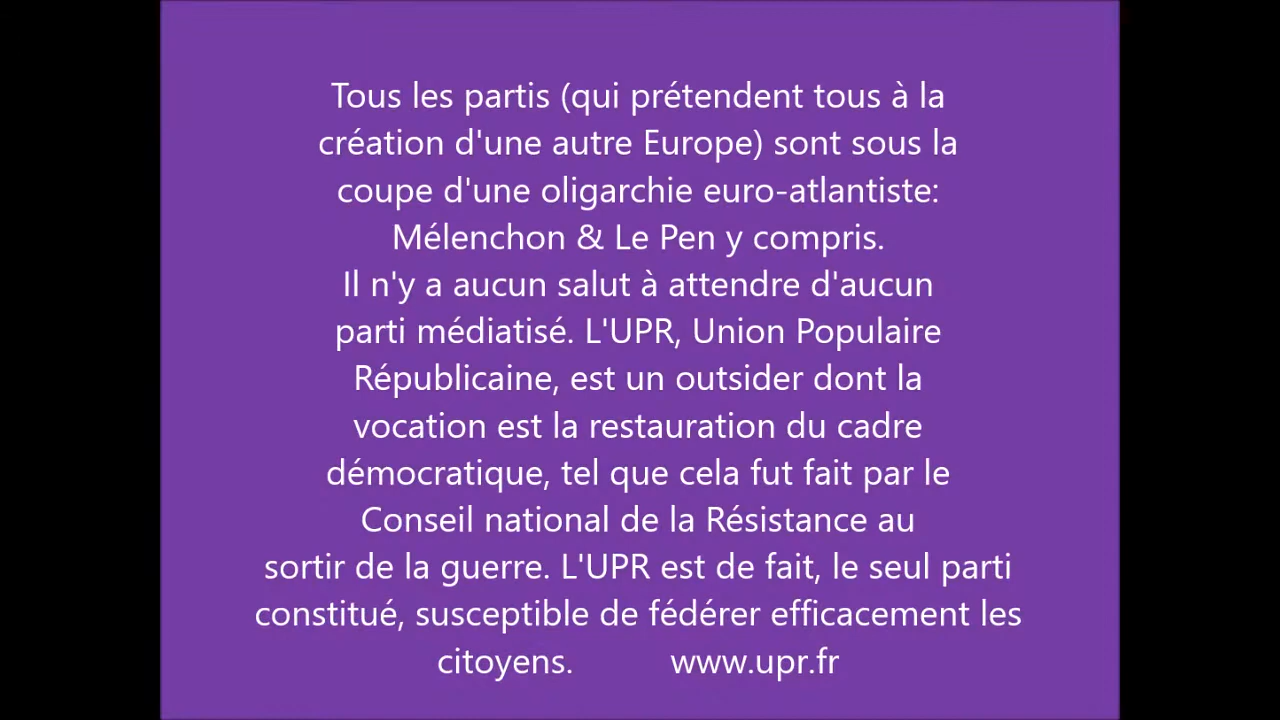 Tous les partis (qui prétendent tous à la
création d'une autre Europe) sont sous la
coupe d'une oligarchie euro-atlantiste:
Mélenchon & Le Pen y compris.
Il n'y a aucun salut à attendre d'aucun
parti médiatisé. L'UPR, Union Populaire
Républicaine, est un outsider dont la
vocation est la restauration du cadre
démocratique, tel que cela fut fait par le
Conseil national de la Résistance au
sortir de la guerre. L'UPR est de fait, le seul parti
constitué, susceptible de fédérer efficacement les
citoyens. www.upr.fr